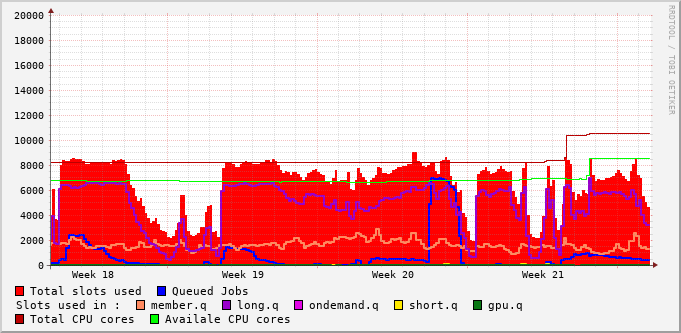 RRDTOOL / TOBI OETIKER
20000
18000
16000
14000
12000
10000
8000
6000
4000
2000
0
Week 18 Week 19 Week 20 Week 21
Total slots used Queued Jobs
Slots used in : member.q long.q ondemand.q short.q gpu.q
Total CPU cores Availale CPU cores